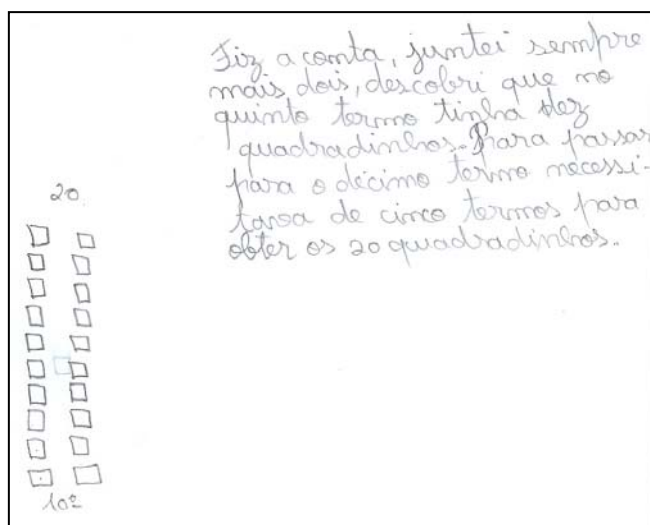 Fiz a conta, juntei sempre
mais dois, descobri que no
quinto termo tinha dez
quadradinhos. Para passar
para o décimo termo necessi-
tava de cinco termos para
obter os 20 quadradinhos.
20
10º